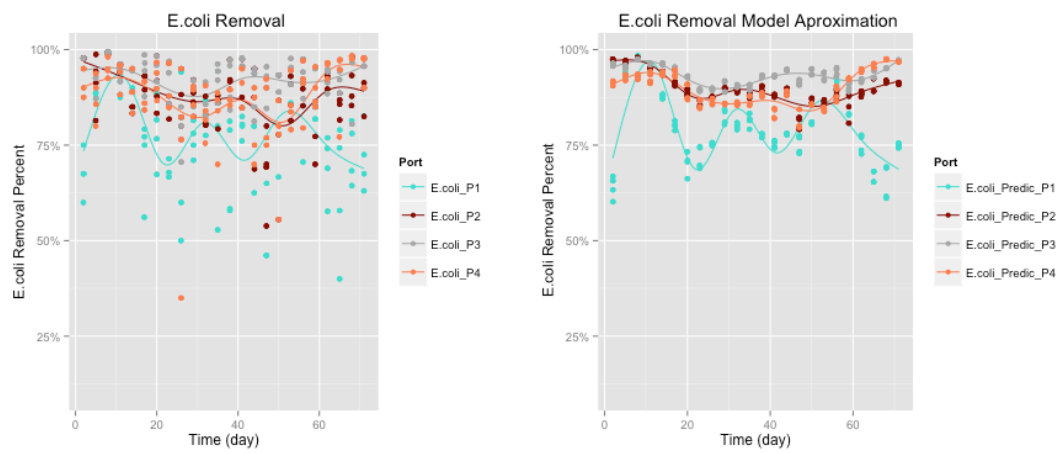 E.coli Removal
100%
75%
50%
25%
E.coli Removal Percent
0
20
40
60
Time (day)
Port
E.coli_P1
E.coli_P2
E.coli_P3
E.coli_P4
E.coli Removal Model Aproximation
100%
75%
50%
25%
E.coli Removal Percent
0
20
40
60
Time (day)
Port
E.coli_Predic_P1
E.coli_Predic_P2
E.coli_Predic_P3
E.coli_Predic_P4